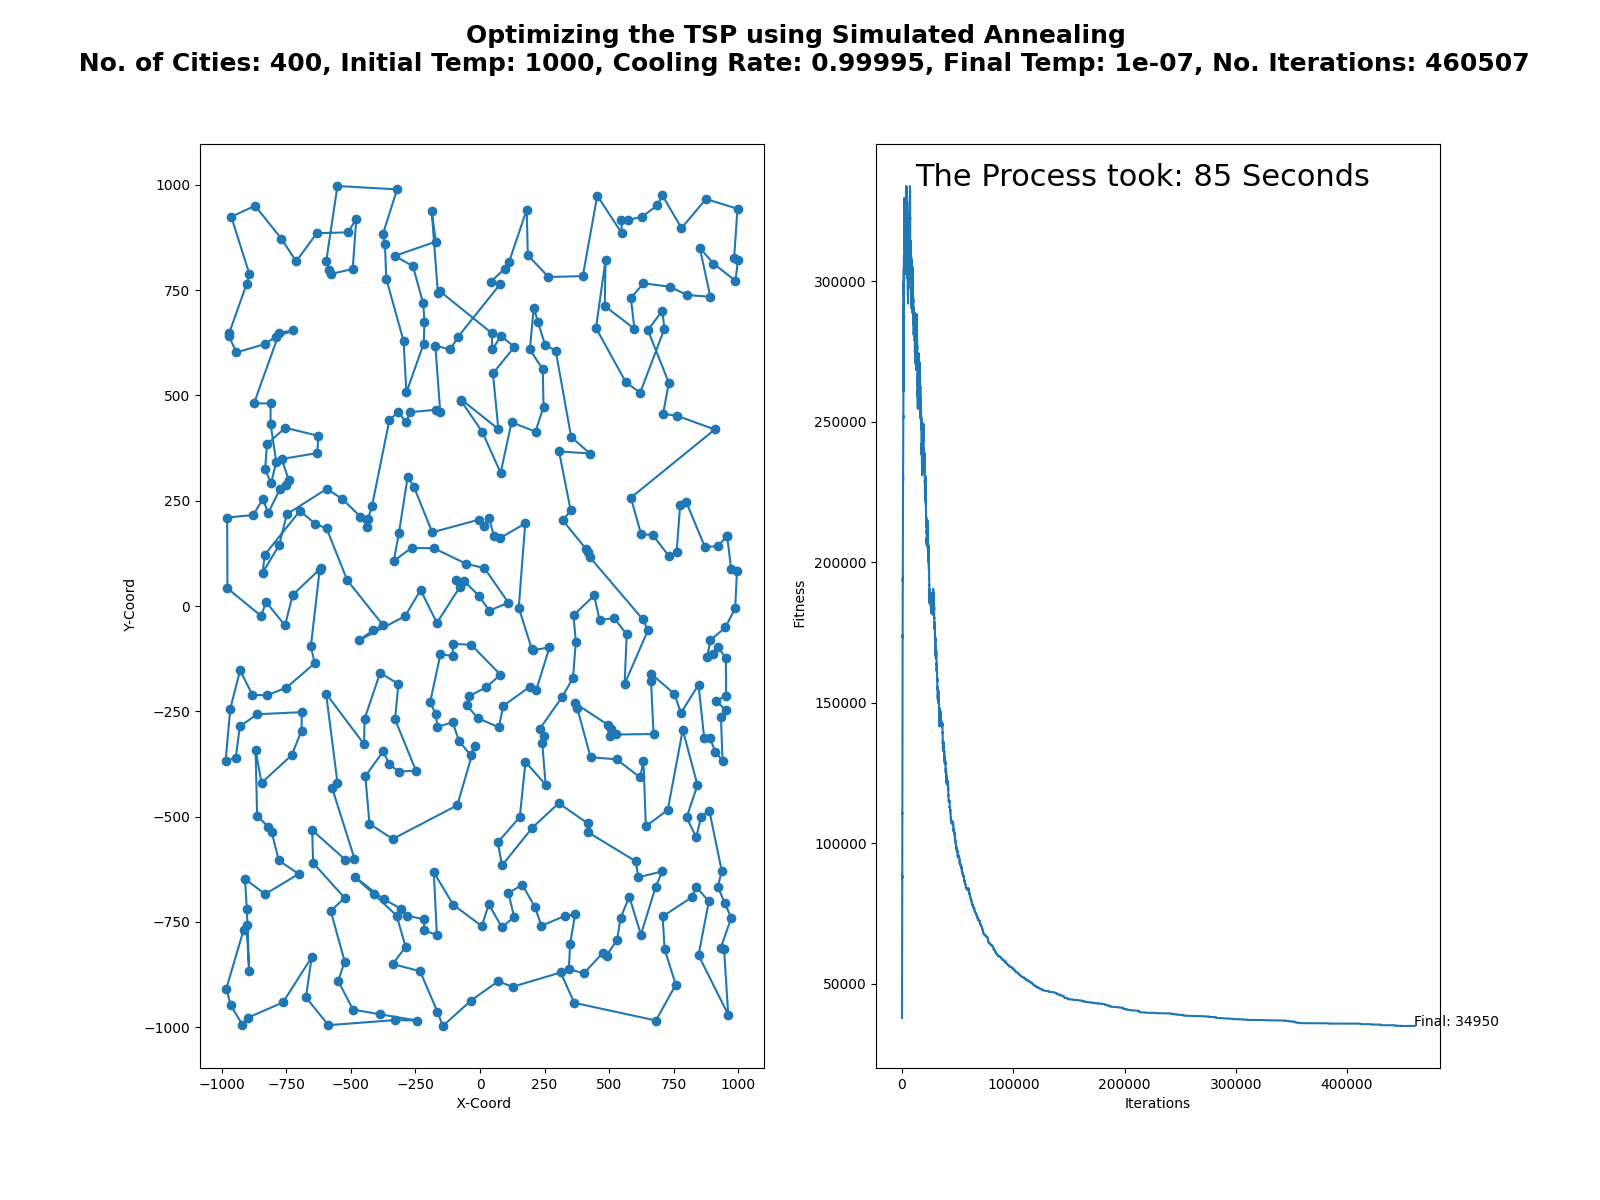 Optimizing the TSP using Simulated Annealing
No. of Cities: 400, Initial Temp: 1000, Cooling Rate: 0.99995, Final Temp: 1e-07, No. Iterations: 460507
1000
750
500
250
0
−250
−500
−750
−1000
Y-Coord
−1000 −750 −500 −250 0 250 500 750 1000
X-Coord
The Process took: 85 Seconds
300000
250000
200000
150000
100000
50000
Fitness
Final: 34950
0 100000 200000 300000 400000
Iterations